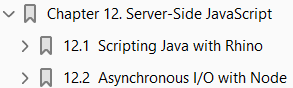 Chapter 12. Server-Side JavaScript
12.1 Scripting Java with Rhino
12.2 Asynchronous I/O with Node